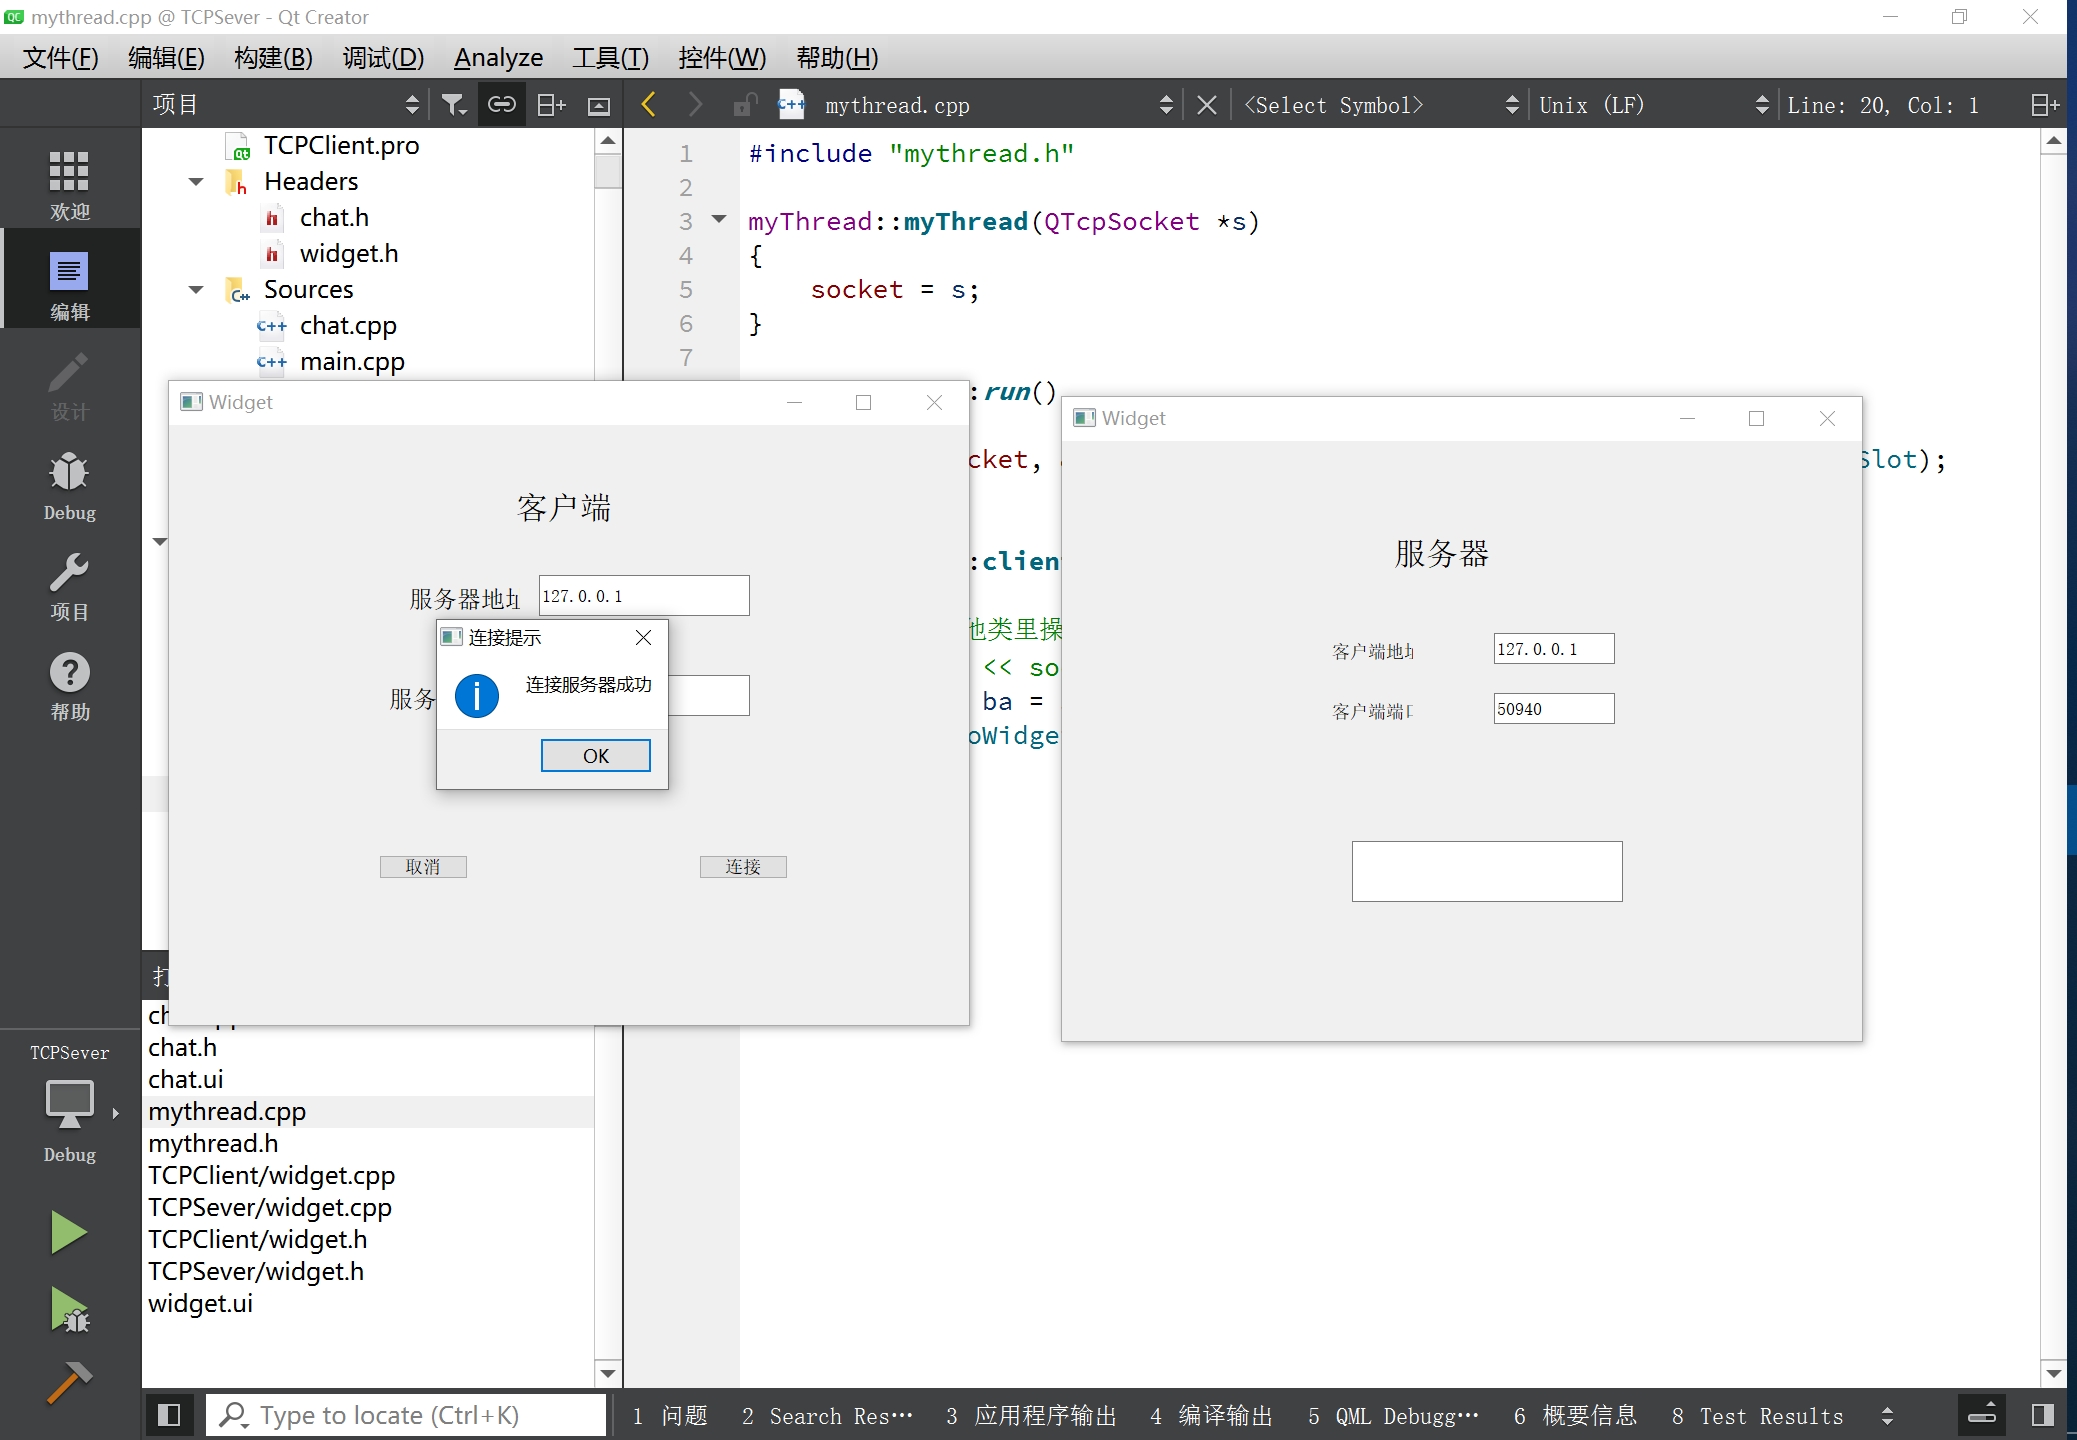 mythread.cpp @ TCPSever - Qt Creator
文件(F) 编辑(E) 构建(B) 调试(D) Analyze 工具(T) 控件(W) 帮助(H)
项目
mythread.cpp
<Select Symbol>
Unix (LF)
Line: 20, Col: 1
欢迎
编辑
设计
Debug
项目
帮助
TCPSever
Debug
TCPClient.pro
Headers
chat.h
widget.h
Sources
chat.cpp
main.cpp
1 #include "mythread.h"
2
3 myThread::myThread(QTcpSocket *s)
4 {
5 socket = s;
6 }
7
:run()
cket,
Slot);
:clien
他类里操
<< so
ba =
oWidge
Widget
客户端
服务器地址
127.0.0.1
服务
连接提示
连接服务器成功
OK
取消
连接
Widget
服务器
客户端地址
127.0.0.1
客户端端口
50940
打
chat.h
chat.ui
mythread.cpp
mythread.h
TCPClient/widget.cpp
TCPSever/widget.cpp
TCPClient/widget.h
TCPSever/widget.h
widget.ui
Type to locate (Ctrl+K)
1 问题
2 Search Res…
3 应用程序输出
4 编译输出
5 QML Debugg…
6 概要信息
8 Test Results